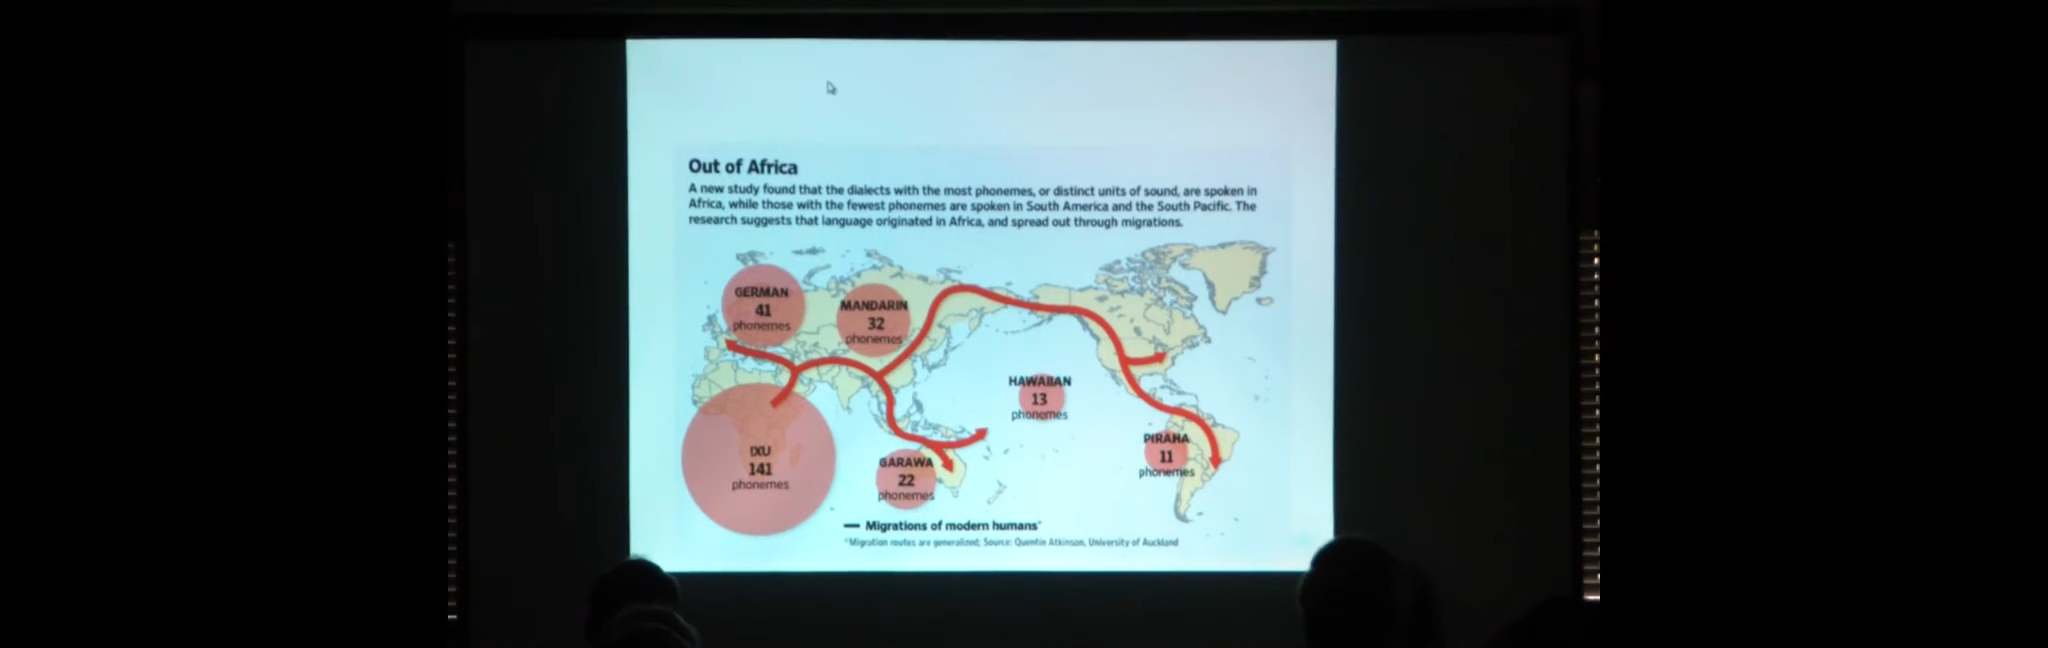 Out of Africa
A new study found that the dialects with the most phonemes, or distinct units of sound, are spoken in
Africa, while those with the fewest phonemes are spoken in South America and the South Pacific. The
research suggests that language originated in Africa, and spread out through migrations.
GERMAN
41
phonemes
MANDARIN
32
phonemes
HAWAIIAN
13
phonemes
PIRAHA
11
phonemes
!XU
141
phonemes
GARAWA
22
phonemes
Migrations of modern humans*
*Migration routes are generalized; Source: Quentin Atkinson, University of Auckland